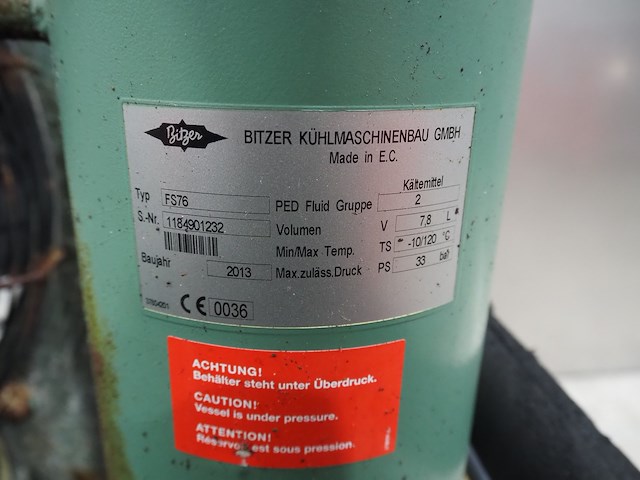 Bitzer
BITZER KÜHLMASCHINENBAU GMBH
Made in E.C.
Kältemittel
Typ FS76 PED Fluid Gruppe 2
S.-Nr. 1184901232 Volumen V 7,8 L
Min/Max Temp. TS -10/120 °C
Baujahr 2013 Max.zuläss.Druck PS 33 bar
CE 0036
ACHTUNG!
Behälter steht unter Überdruck.
CAUTION!
Vessel is under pressure.
ATTENTION!
Réservoir est sous pression.